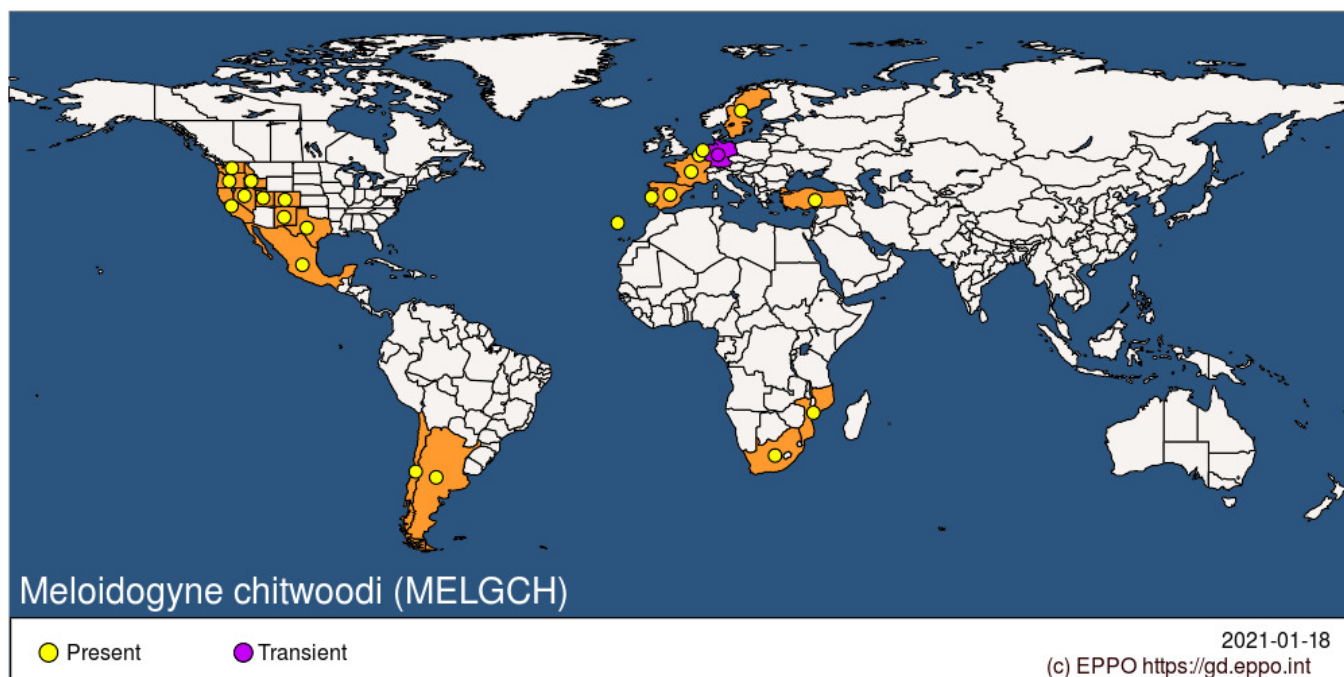 Meloidogyne chitwoodi (MELGCH)
Present
Transient
2021-01-18
(c) EPPO https://gd.eppo.int